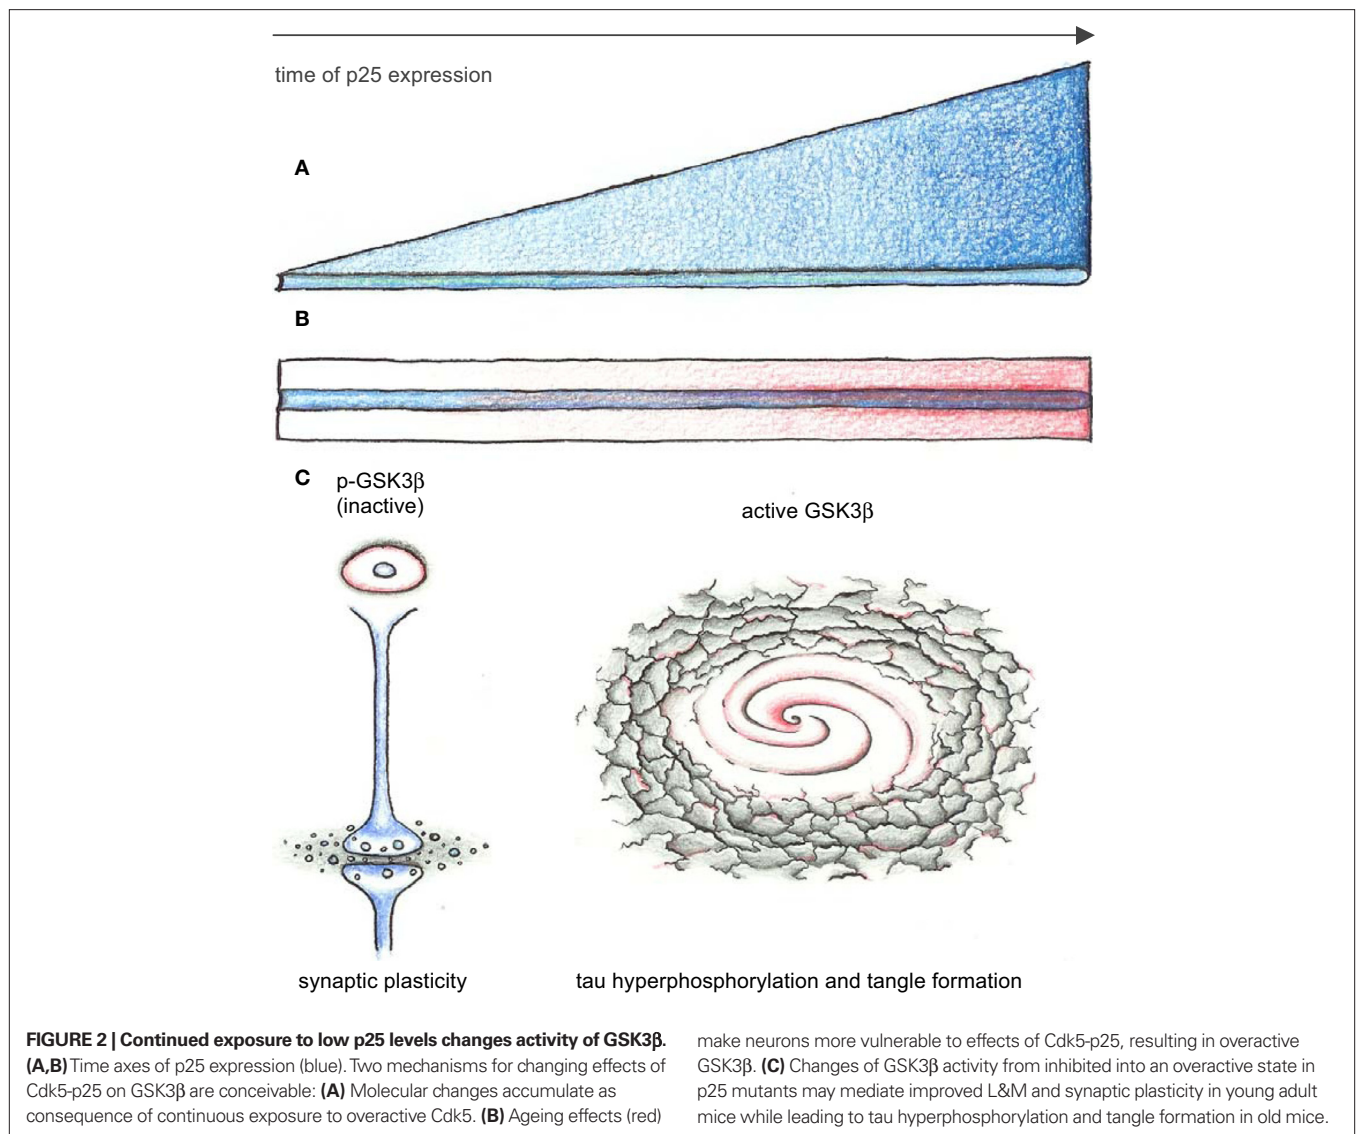 time of p25 expression
A
B
C
p-GSK3β
(inactive)
active GSK3β
synaptic plasticity
tau hyperphosphorylation and tangle formation
FIGURE 2 | Continued exposure to low p25 levels changes activity of GSK3β.
(A,B) Time axes of p25 expression (blue). Two mechanisms for changing effects of
Cdk5-p25 on GSK3β are conceivable: (A) Molecular changes accumulate as
consequence of continuous exposure to overactive Cdk5. (B) Ageing effects (red)
make neurons more vulnerable to effects of Cdk5-p25, resulting in overactive
GSK3β. (C) Changes of GSK3β activity from inhibited into an overactive state in
p25 mutants may mediate improved L&M and synaptic plasticity in young adult
mice while leading to tau hyperphosphorylation and tangle formation in old mice.